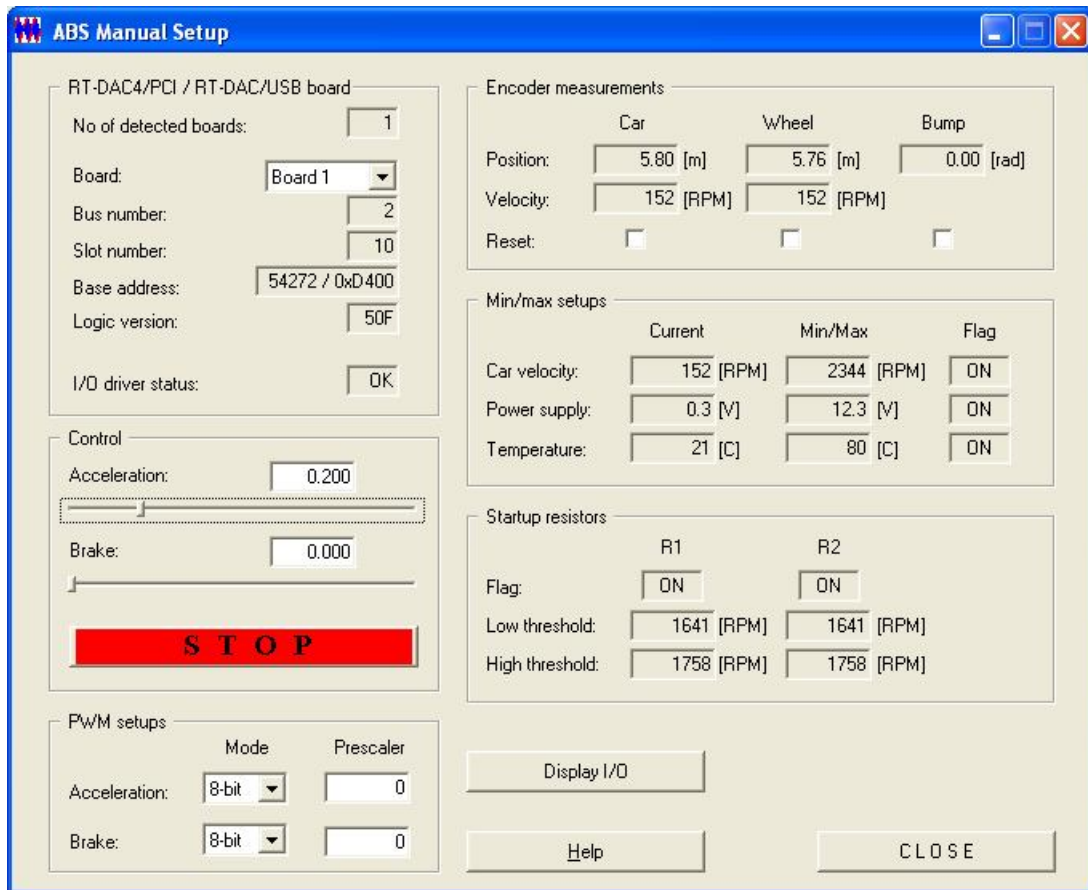 ABS Manual Setup
RT-DAC4/PCI / RT-DAC/USB board
No of detected boards: 1
Board: Board 1
Bus number: 2
Slot number: 10
Base address: 54272 / 0xD400
Logic version: 50F
I/O driver status: OK
Control
Acceleration: 0.200
Brake: 0.000
S T O P
PWM setups
Mode Prescaler
Acceleration: 8-bit 0
Brake: 8-bit 0
Encoder measurements
Car Wheel Bump
Position: 5.80 [m] 5.76 [m] 0.00 [rad]
Velocity: 152 [RPM] 152 [RPM]
Reset:
Min/max setups
Current Min/Max Flag
Car velocity: 152 [RPM] 2344 [RPM] ON
Power supply: 0.3 [V] 12.3 [V] ON
Temperature: 21 [C] 80 [C] ON
Startup resistors
R1 R2
Flag: ON ON
Low threshold: 1641 [RPM] 1641 [RPM]
High threshold: 1758 [RPM] 1758 [RPM]
Display I/O
Help CLOSE